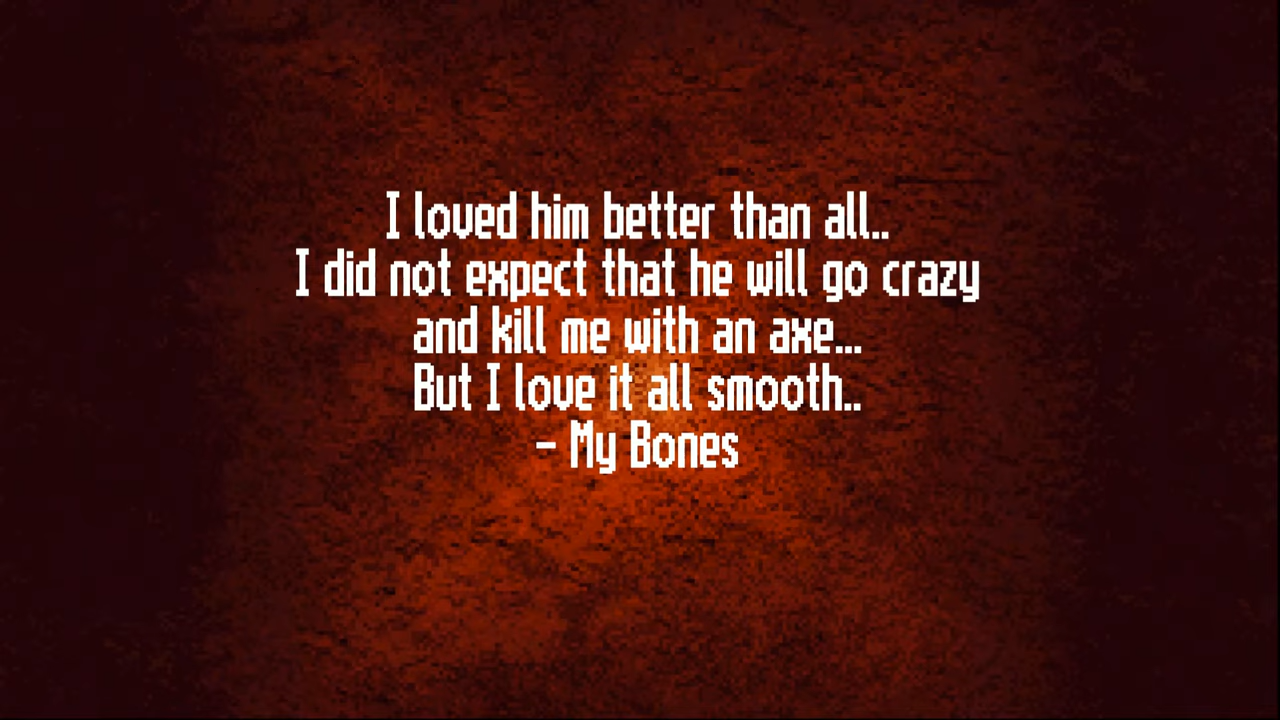 I loved him better than all..
I did not expect that he will go crazy
and kill me with an axe...
But I love it all smooth..
- My Bones